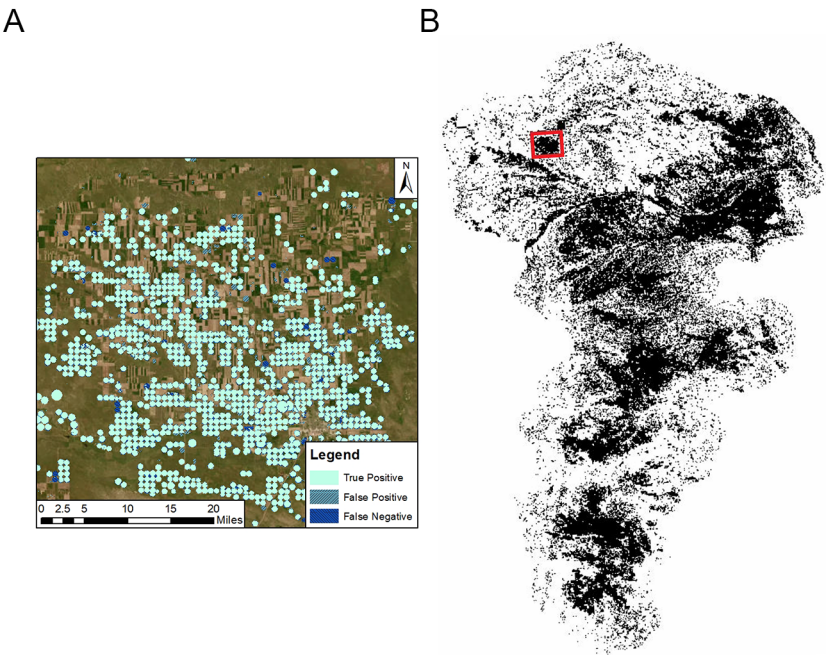 A
B
N
Legend
True Positive
False Positive
False Negative
0 2.5 5 10 15 20
Miles